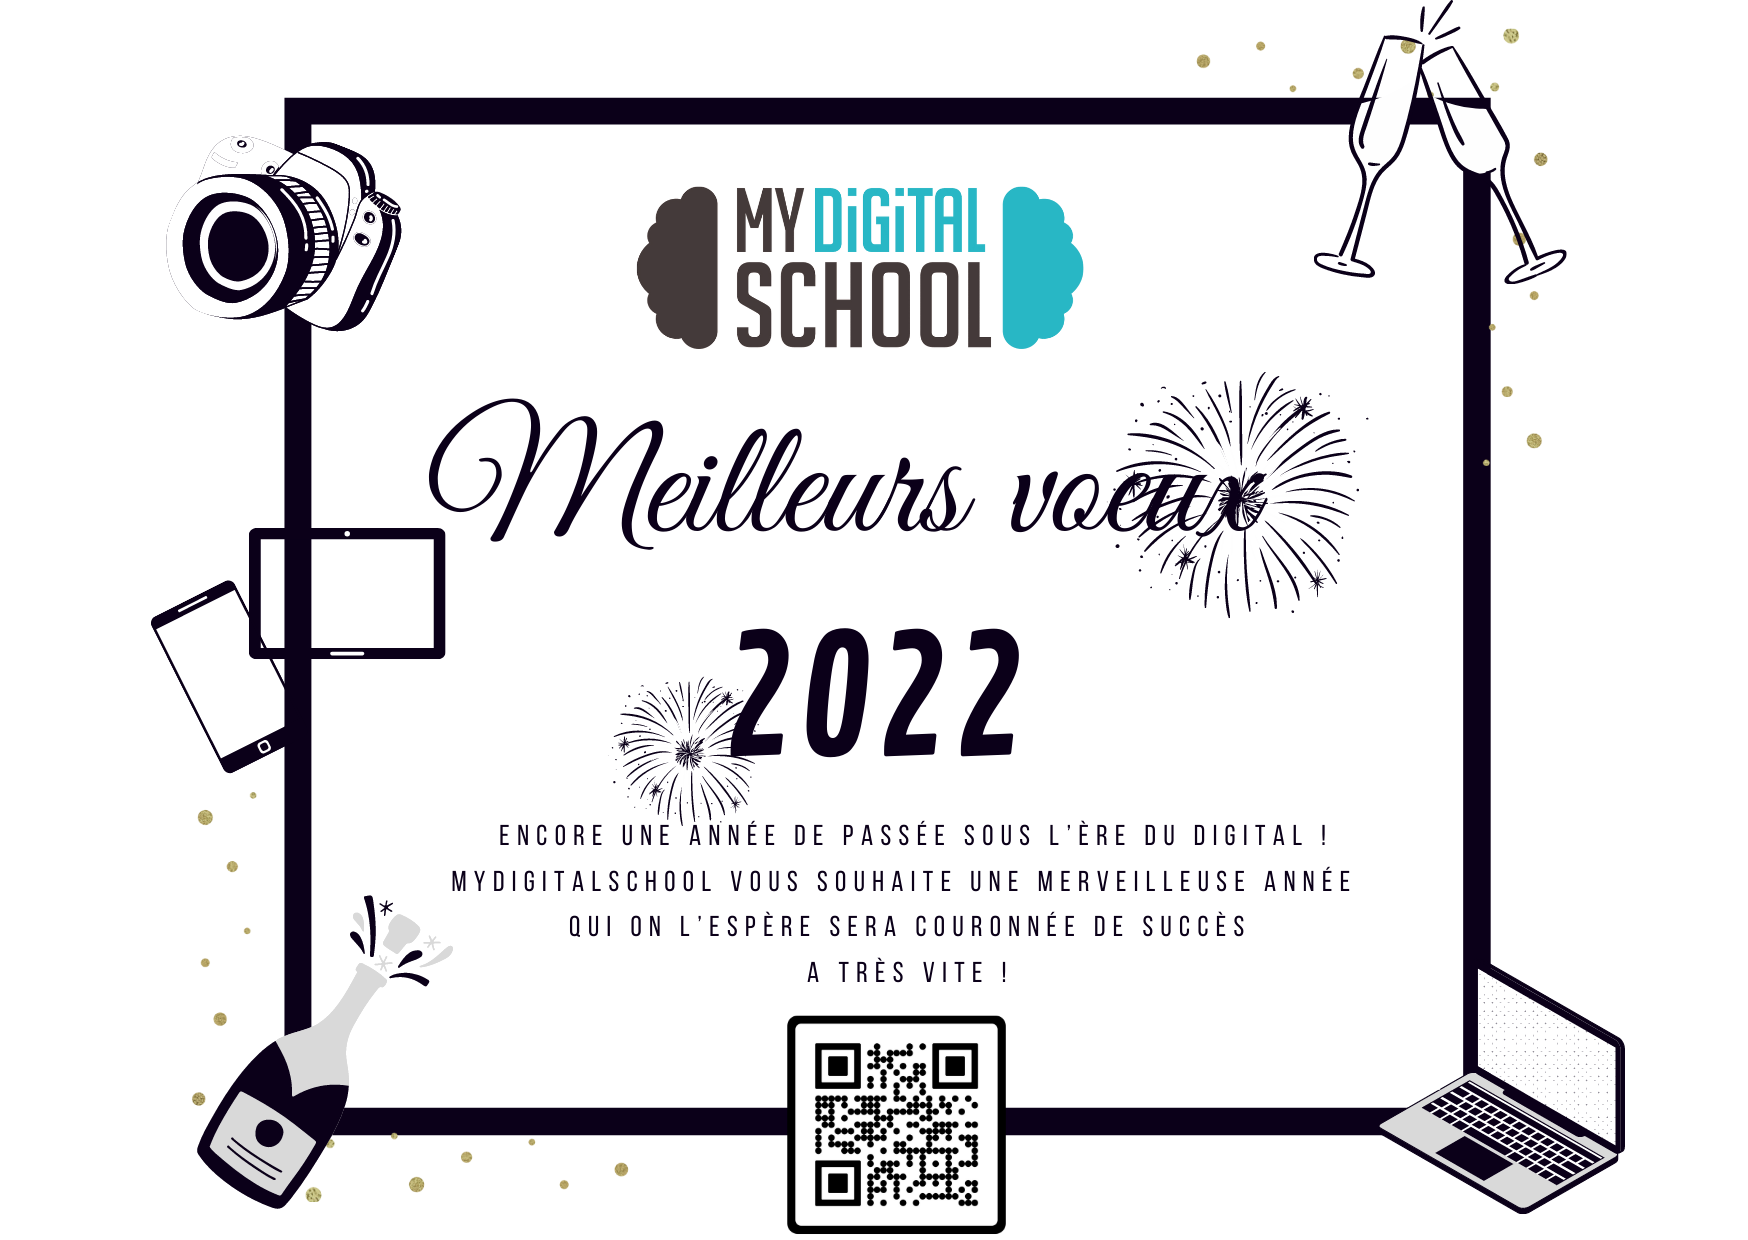 MY DiGiTAL
SCHOOL
Meilleurs voeux
2022
ENCORE UNE ANNÉE DE PASSÉE SOUS L'ÈRE DU DIGITAL !
MYDIGITALSCHOOL VOUS SOUHAITE UNE MERVEILLEUSE ANNÉE
QUI ON L'ESPÈRE SERA COURONNÉE DE SUCCÈS
A TRÈS VITE !